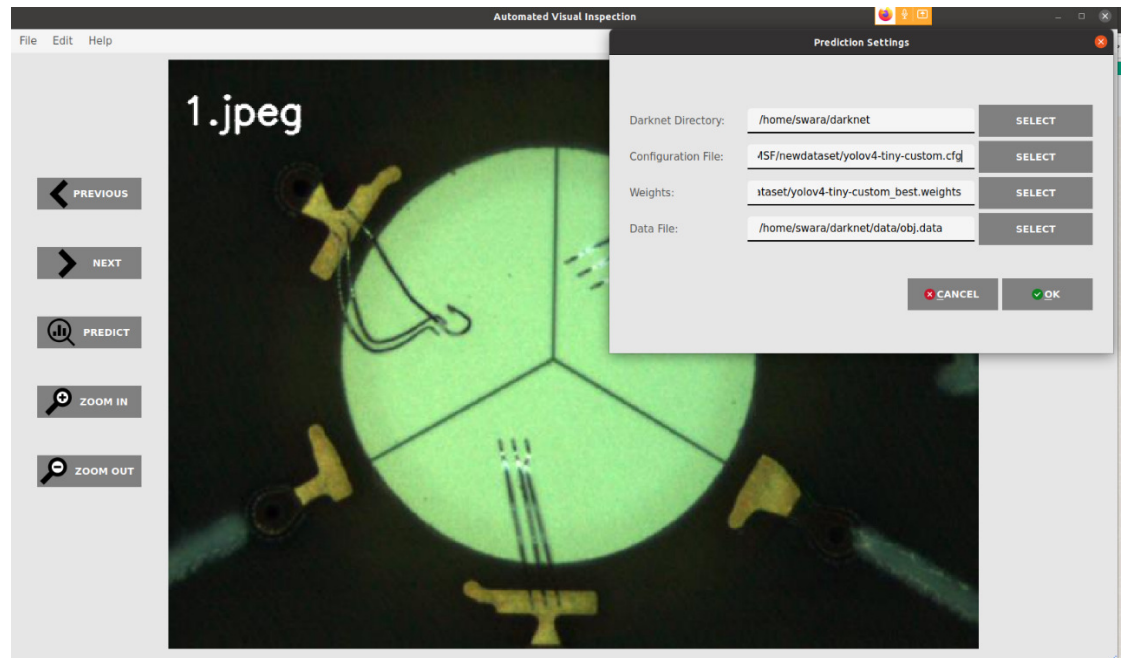 Automated Visual Inspection
File Edit Help
1.jpeg
PREVIOUS
NEXT
PREDICT
ZOOM IN
ZOOM OUT
Prediction Settings
Darknet Directory: /home/swara/darknet SELECT
Configuration File: MSF/newdataset/yolov4-tiny-custom.cfg SELECT
Weights: ataset/yolov4-tiny-custom_best.weights SELECT
Data File: /home/swara/darknet/data/obj.data SELECT
CANCEL OK